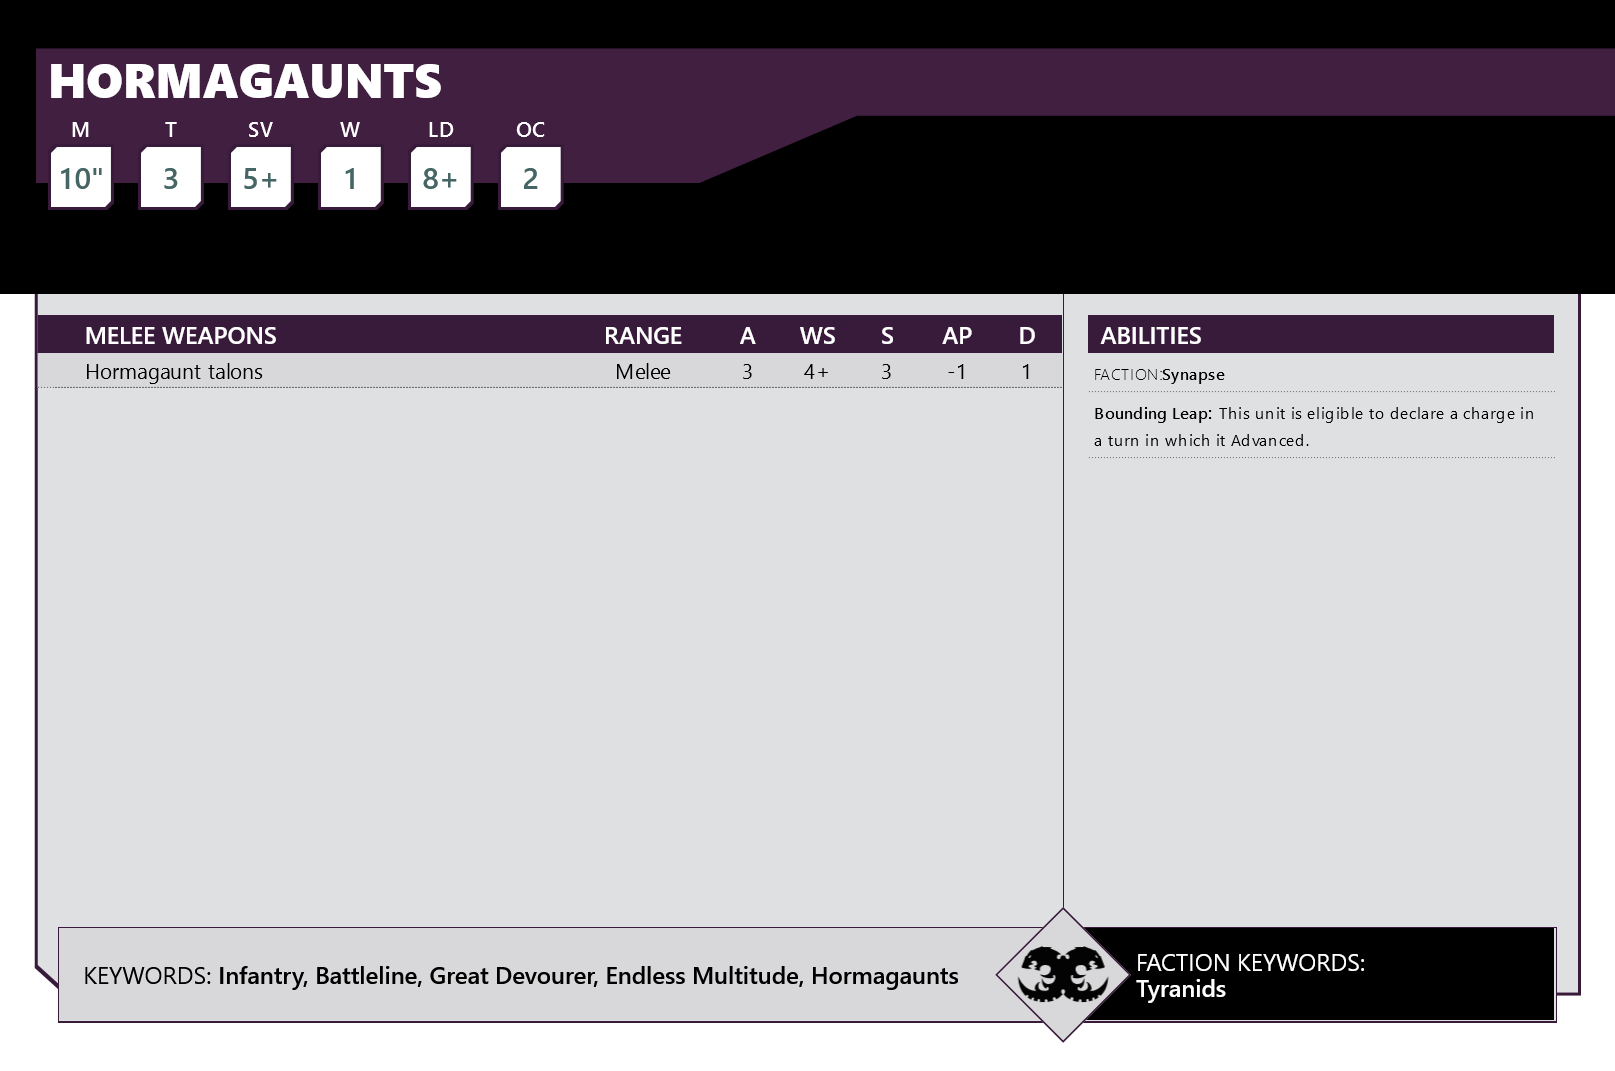 HORMAGAUNTS
M T SV W LD OC
10" 3 5+ 1 8+ 2
MELEE WEAPONS RANGE A WS S AP D
Hormagaunt talons Melee 3 4+ 3 -1 1
ABILITIES
FACTION:Synapse
Bounding Leap: This unit is eligible to declare a charge in
a turn in which it Advanced.
KEYWORDS: Infantry, Battleline, Great Devourer, Endless Multitude, Hormagaunts
FACTION KEYWORDS:
Tyranids